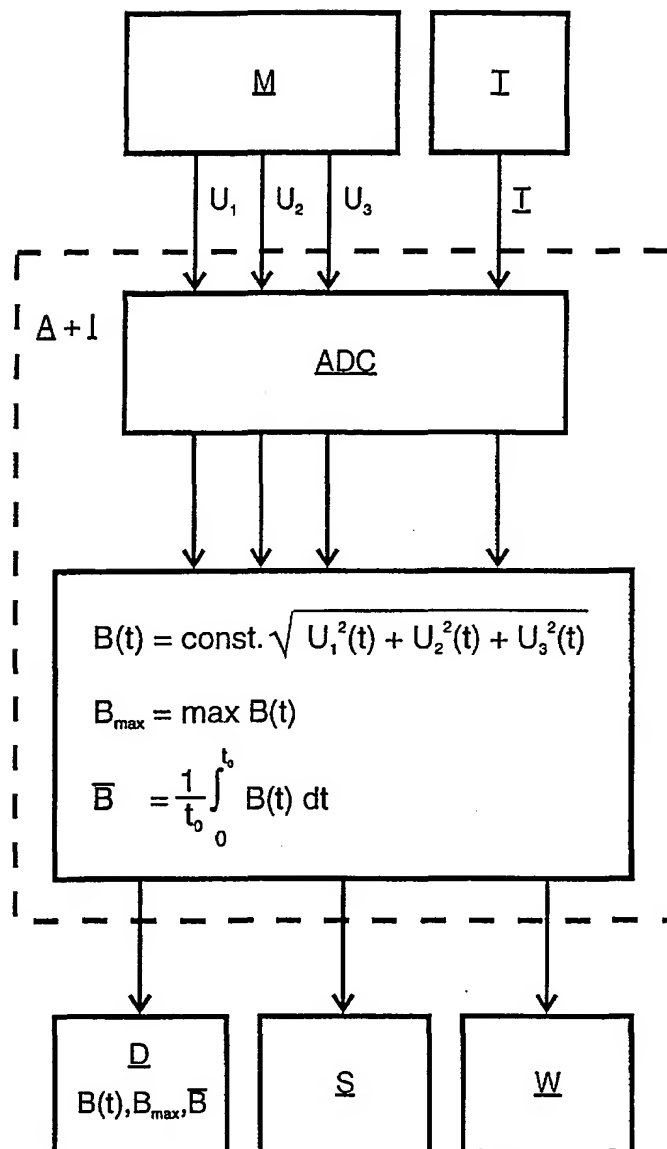 M T
U₁ U₂ U₃ T
A + I
ADC
B(t) = const. √U₁²(t) + U₂²(t) + U₃²(t)
Bmax = max B(t)
B̅ = 1/t₀ ∫₀^t₀ B(t) dt
D S W
B(t), Bmax, B̅